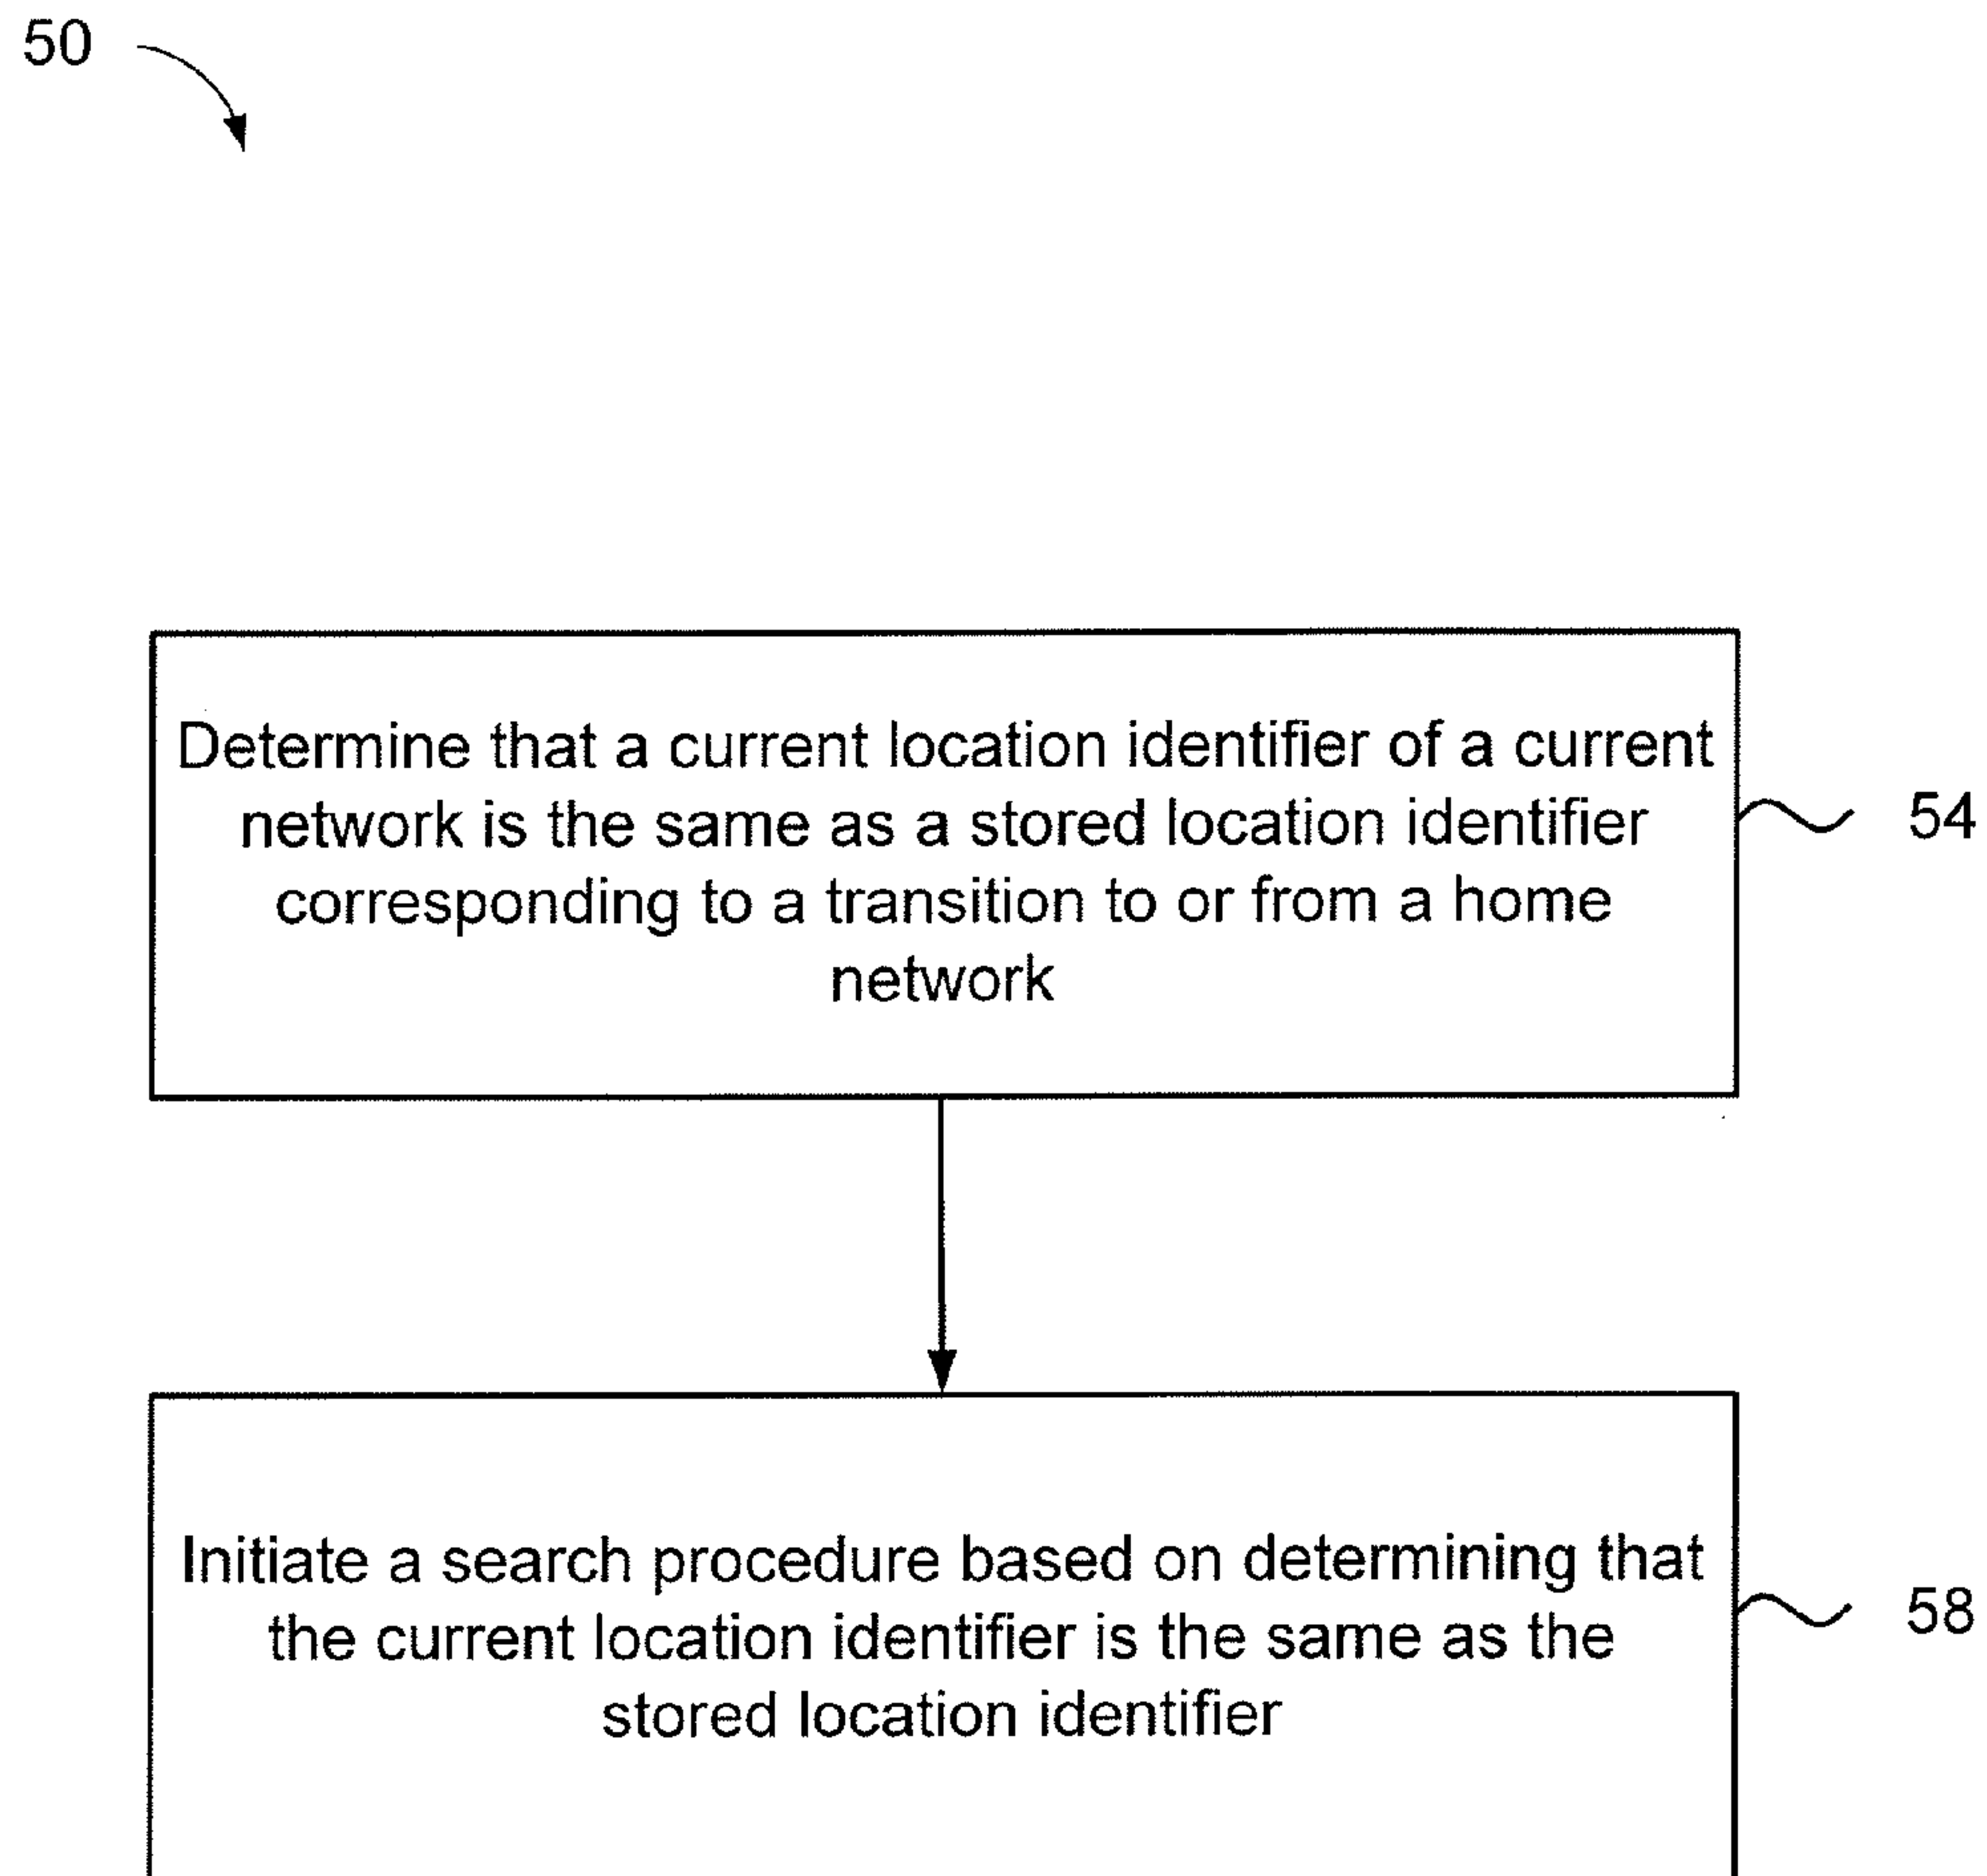 50
Determine that a current location identifier of a current
network is the same as a stored location identifier
corresponding to a transition to or from a home
network
54
Initiate a search procedure based on determining that
the current location identifier is the same as the
stored location identifier
58